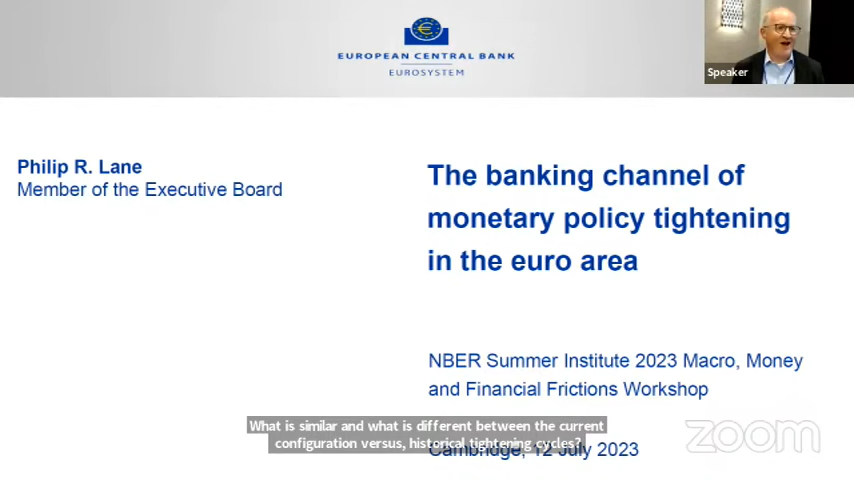 EUROPEAN CENTRAL BANK
EUROSYSTEM
Speaker
Philip R. Lane
Member of the Executive Board
The banking channel of
monetary policy tightening
in the euro area
NBER Summer Institute 2023 Macro, Money
and Financial Frictions Workshop
Cambridge, 12 July 2023
What is similar and what is different between the current
configuration versus, historical tightening cycles?
zoom